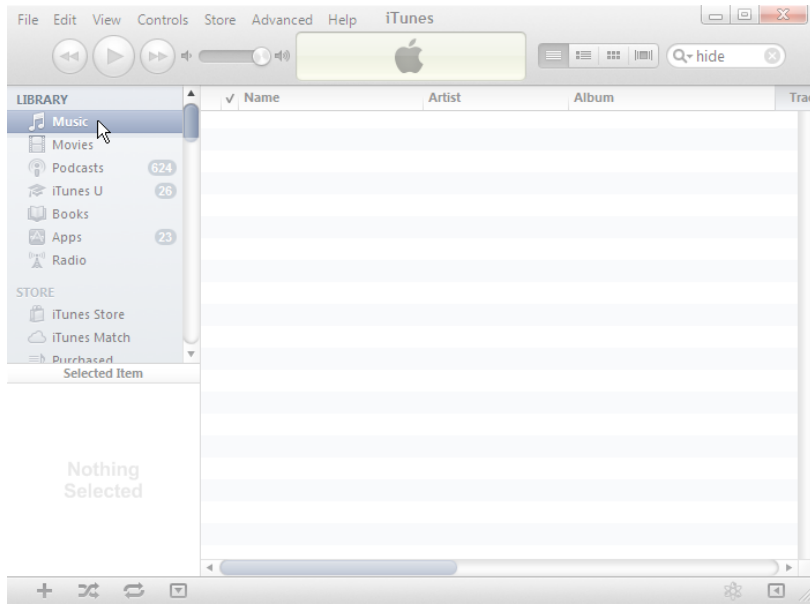 File Edit View Controls Store Advanced Help iTunes
hide
LIBRARY
✓ Name Artist Album Tra
Music
Movies
Podcasts 624
iTunes U 26
Books
Apps 23
Radio
STORE
iTunes Store
iTunes Match
Purchased
Selected Item
Nothing
Selected